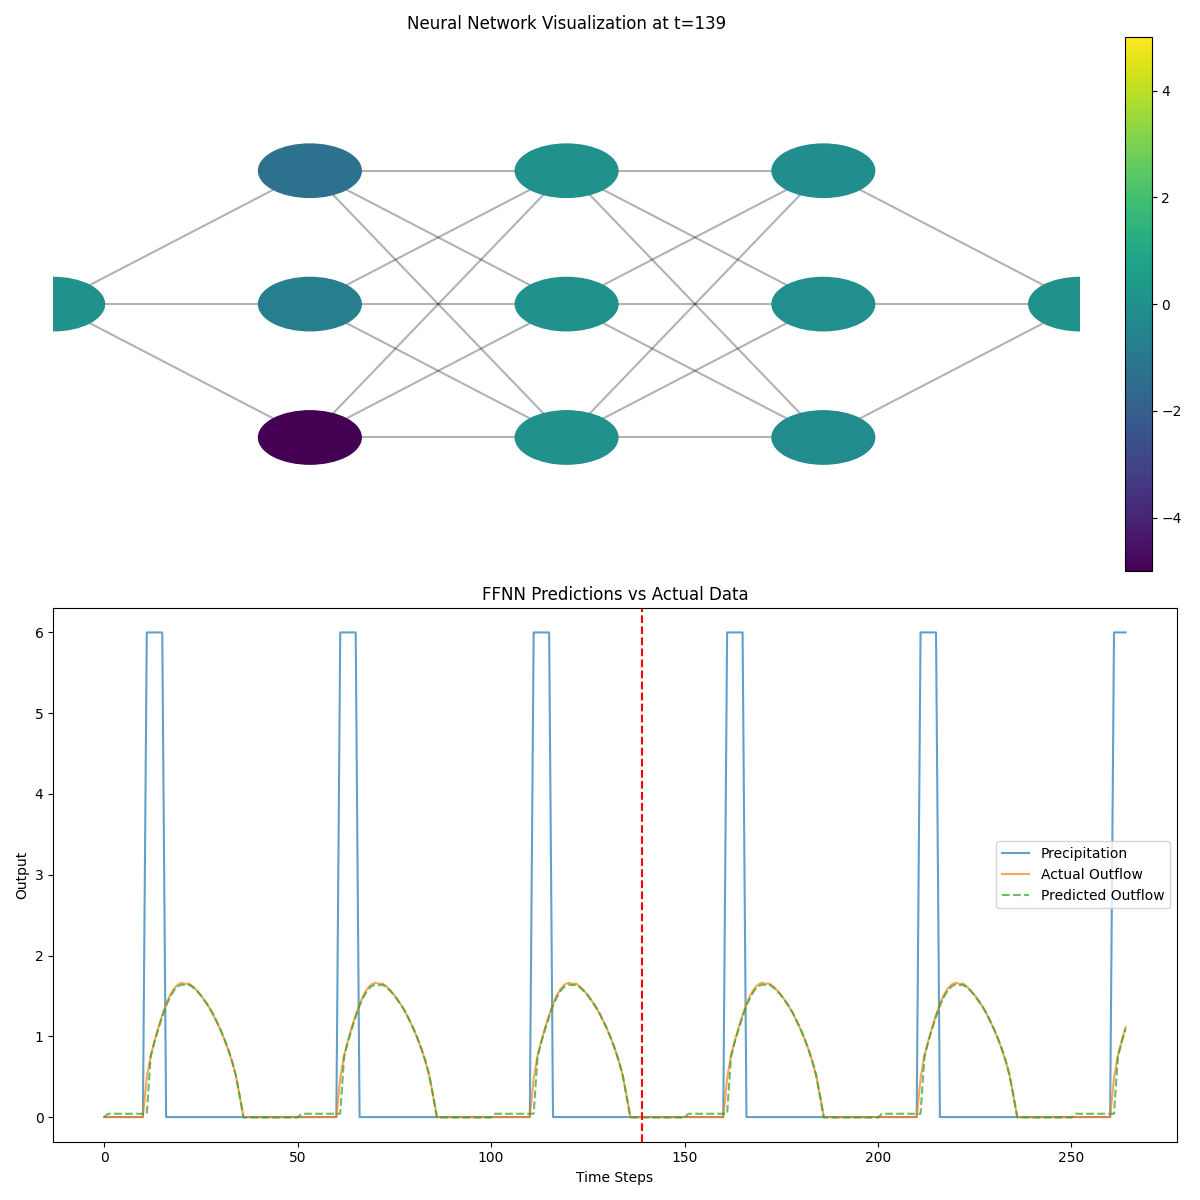 Neural Network Visualization at t=139
4
2
0
−2
−4
FFNN Predictions vs Actual Data
6
5
4
3
2
1
0
Output
Precipitation
Actual Outflow
Predicted Outflow
0 50 100 150 200 250
Time Steps